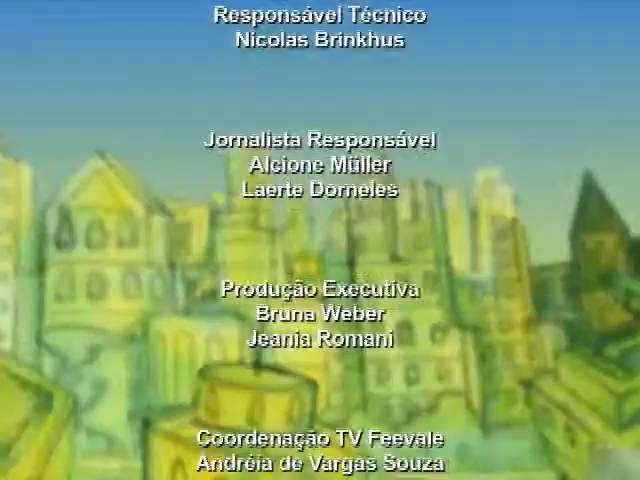 Responsável Técnico
Nicolas Brinkhus
Jornalista Responsável
Alcione Müller
Laerte Dorneles
Produção Executiva
Bruna Weber
Jeania Romani
Coordenação TV Feevale
Andréia de Vargas Souza